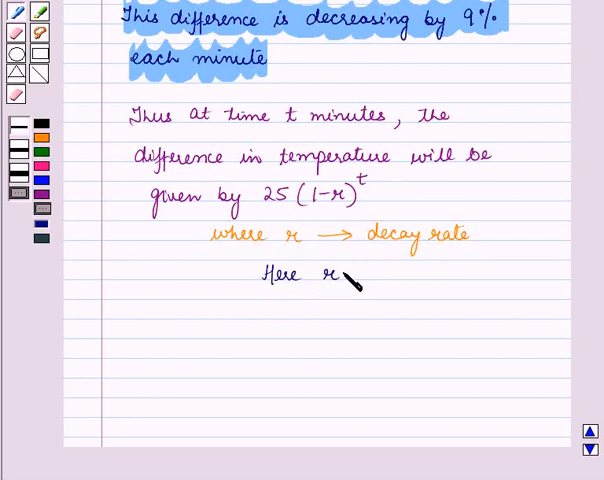 This difference is decreasing by 9%
each minute
Thus at time t minutes, the
difference in temperature will be
given by 25 (1-r)^t
where r → decay rate
Here r